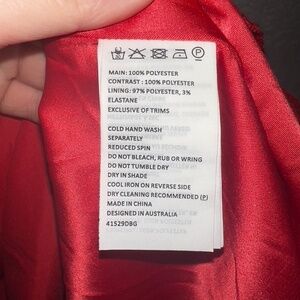 MAIN: 100% POLYESTER
CONTRAST: 100% POLYESTER
LINING: 97% POLYESTER, 3%
ELASTANE
EXCLUSIVE OF TRIMS
COLD HAND WASH
SEPARATELY
REDUCED SPIN
DO NOT BLEACH, RUB OR WRING
DO NOT TUMBLE DRY
DRY IN SHADE
COOL IRON ON REVERSE SIDE
DRY CLEANING RECOMMENDED (P)
MADE IN CHINA
DESIGNED IN AUSTRALIA
41529DBG